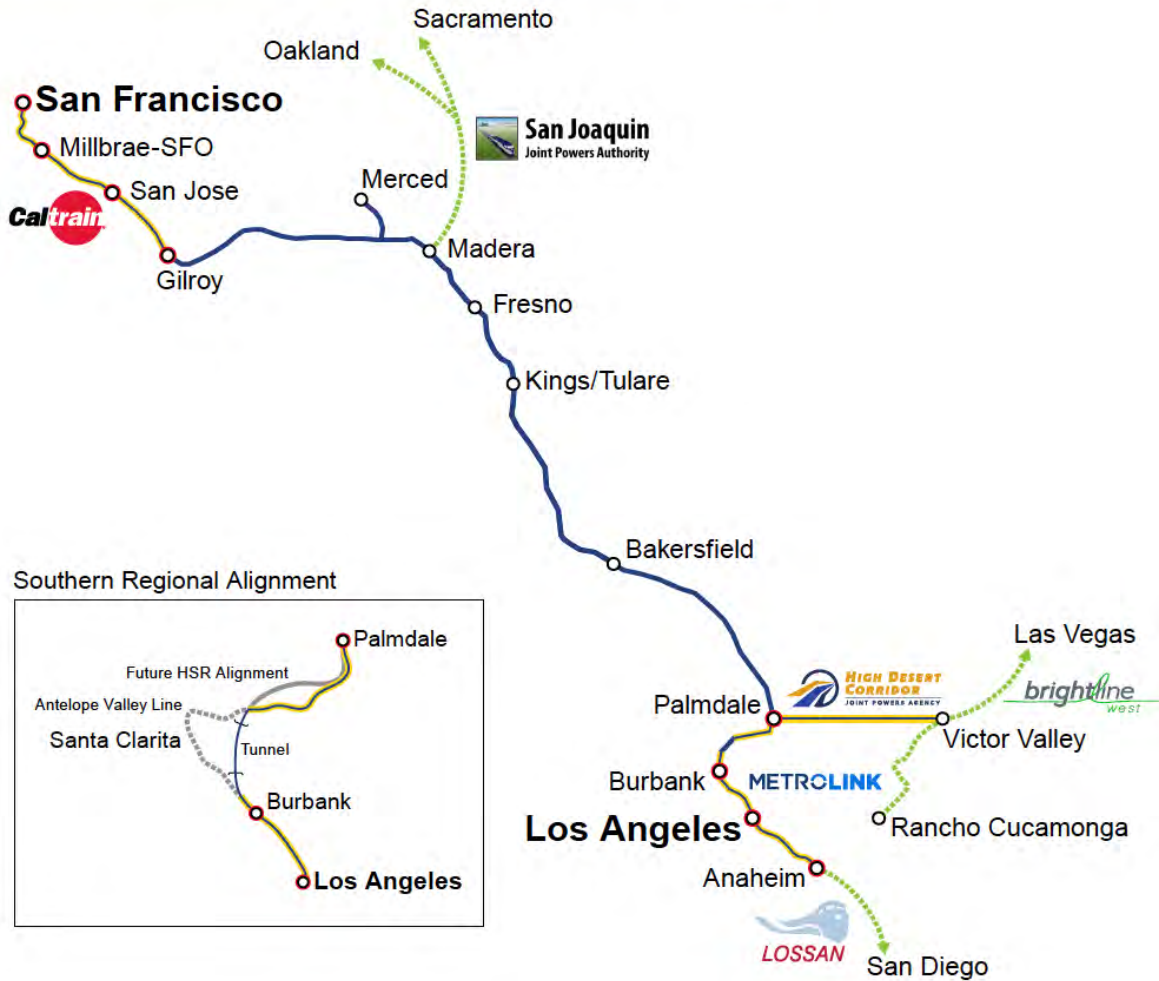 Sacramento
Oakland
San Francisco
San Joaquin
Joint Powers Authority
Millbrae-SFO
Merced
San Jose
Caltrain
Madera
Gilroy
Fresno
Kings/Tulare
Bakersfield
Southern Regional Alignment
Palmdale
Future HSR Alignment
Antelope Valley Line
Santa Clarita
Tunnel
Burbank
Los Angeles
Las Vegas
HIGH DESERT
CORRIDOR
JOINT POWERS AGENCY
brightline
west
Palmdale
Victor Valley
Burbank
METROLINK
Los Angeles
Rancho Cucamonga
Anaheim
LOSSAN
San Diego